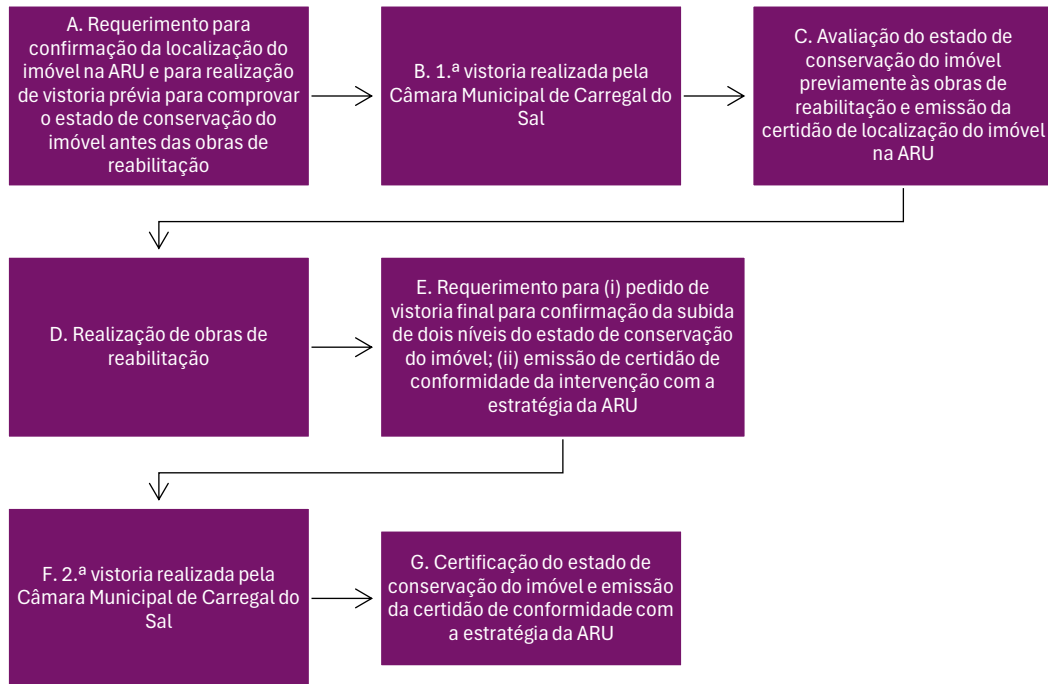 A. Requerimento para
confirmação da localização do
imóvel na ARU e para realização
de vistoria prévia para comprovar
o estado de conservação do
imóvel antes das obras de
reabilitação
B. 1.ª vistoria realizada pela
Câmara Municipal de Carregal do
Sal
C. Avaliação do estado de
conservação do imóvel
previamente às obras de
reabilitação e emissão da
certidão de localização do imóvel
na ARU
D. Realização de obras de
reabilitação
E. Requerimento para (i) pedido de
vistoria final para confirmação da subida
de dois níveis do estado de conservação
do imóvel; (ii) emissão de certidão de
conformidade da intervenção com a
estratégia da ARU
F. 2.ª vistoria realizada pela
Câmara Municipal de Carregal do
Sal
G. Certificação do estado de
conservação do imóvel e emissão
da certidão de conformidade com
a estratégia da ARU